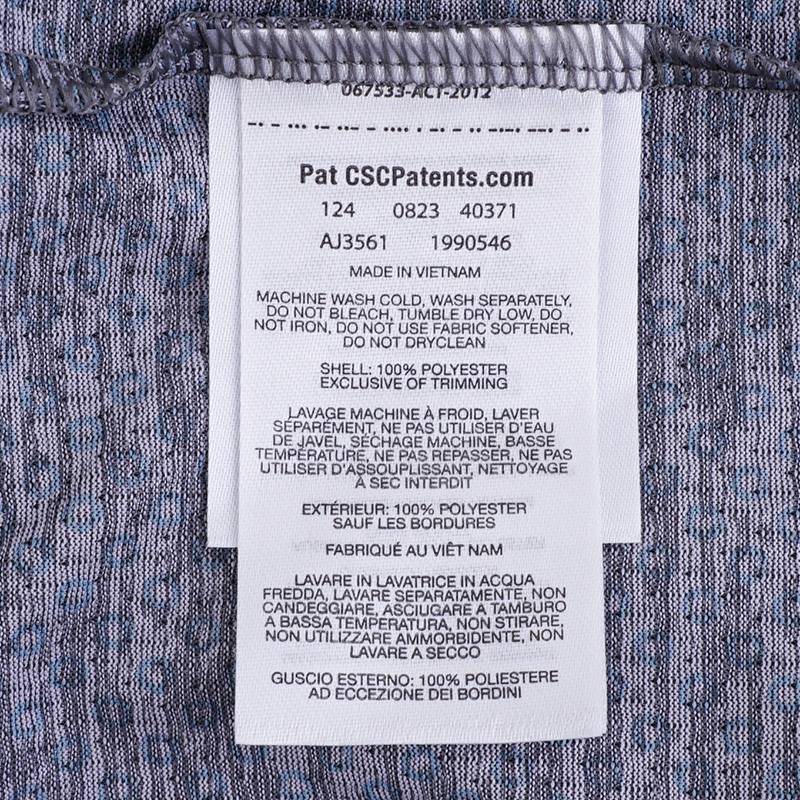 067533-ACT-2012
-· - ··· ·- ··- - ···· · -· - ·· -·-· --· - ··
Pat CSCPatents.com
124 0823 40371
AJ3561 1990546
MADE IN VIETNAM
MACHINE WASH COLD, WASH SEPARATELY,
DO NOT BLEACH, TUMBLE DRY LOW, DO
NOT IRON, DO NOT USE FABRIC SOFTENER,
DO NOT DRYCLEAN
SHELL: 100% POLYESTER
EXCLUSIVE OF TRIMMING
LAVAGE MACHINE À FROID, LAVER
SÉPARÉMENT, NE PAS UTILISER D'EAU
DE JAVEL, SÉCHAGE MACHINE, BASSE
TEMPÉRATURE, NE PAS REPASSER, NE PAS
UTILISER D'ASSOUPLISSANT, NETTOYAGE
À SEC INTERDIT
EXTÉRIEUR: 100% POLYESTER
SAUF LES BORDURES
FABRIQUÉ AU VIÊT NAM
LAVARE IN LAVATRICE IN ACQUA
FREDDA, LAVARE SEPARATAMENTE, NON
CANDEGGIARE, ASCIUGARE A TAMBURO
A BASSA TEMPERATURA, NON STIRARE,
NON UTILIZZARE AMMORBIDENTE, NON
LAVARE A SECCO
GUSCIO ESTERNO: 100% POLIESTERE
AD ECCEZIONE DEI BORDINI